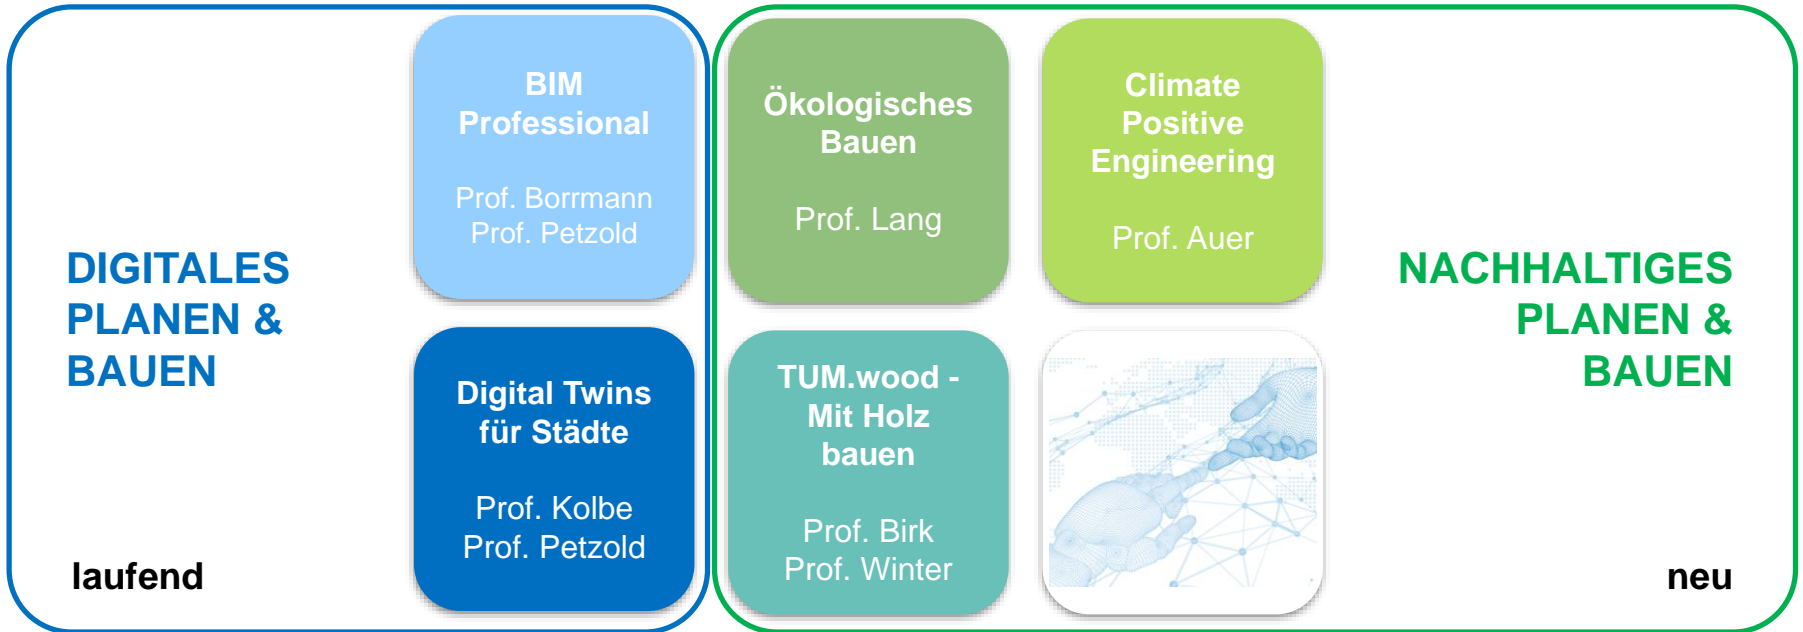 DIGITALES
PLANEN &
BAUEN
laufend
BIM
Professional
Prof. Borrmann
Prof. Petzold
Digital Twins
für Städte
Prof. Kolbe
Prof. Petzold
Ökologisches
Bauen
Prof. Lang
TUM.wood -
Mit Holz
bauen
Prof. Birk
Prof. Winter
Climate
Positive
Engineering
Prof. Auer
NACHHALTIGES
PLANEN &
BAUEN
neu